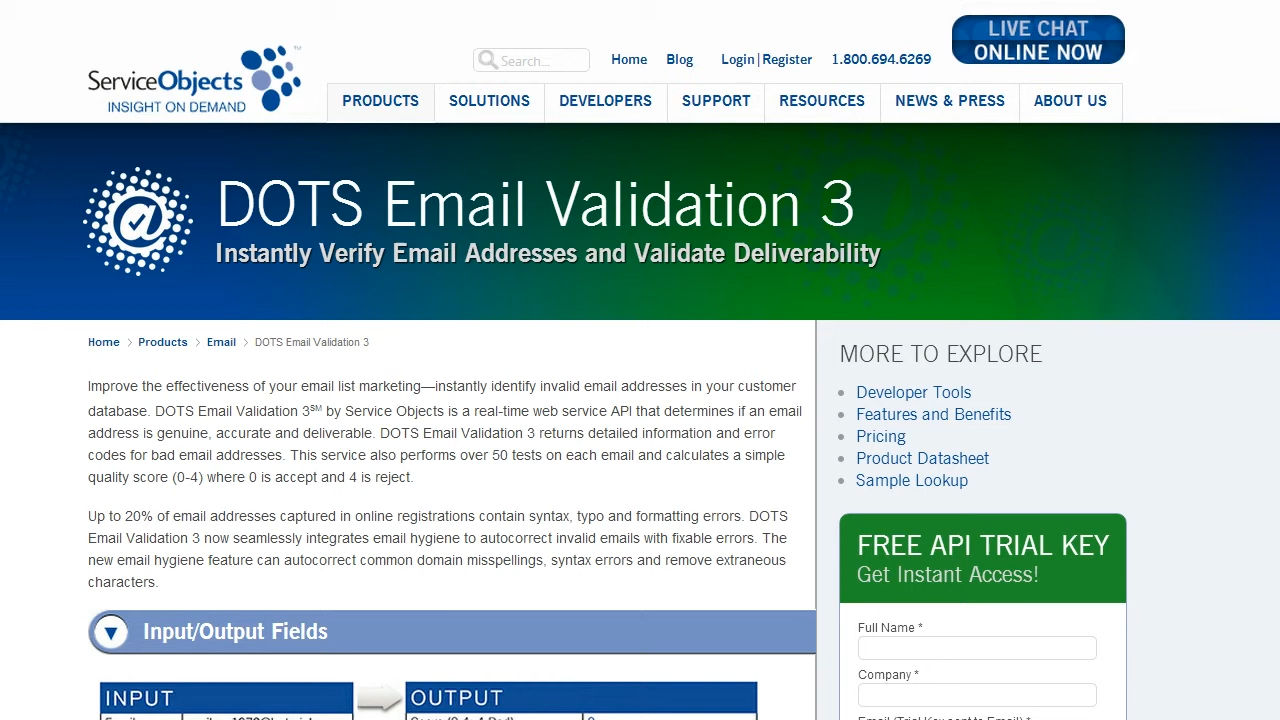 LIVE CHAT
ONLINE NOW
Search...
Home
Blog
Login|Register
1.800.694.6269
ServiceObjects™
INSIGHT ON DEMAND
PRODUCTS
SOLUTIONS
DEVELOPERS
SUPPORT
RESOURCES
NEWS & PRESS
ABOUT US
@
DOTS Email Validation 3
Instantly Verify Email Addresses and Validate Deliverability
Home > Products > Email > DOTS Email Validation 3
Improve the effectiveness of your email list marketing—instantly identify invalid email addresses in your customer
database. DOTS Email Validation 3℠ by Service Objects is a real-time web service API that determines if an email
address is genuine, accurate and deliverable. DOTS Email Validation 3 returns detailed information and error
codes for bad email addresses. This service also performs over 50 tests on each email and calculates a simple
quality score (0-4) where 0 is accept and 4 is reject.
Up to 20% of email addresses captured in online registrations contain syntax, typo and formatting errors. DOTS
Email Validation 3 now seamlessly integrates email hygiene to autocorrect invalid emails with fixable errors. The
new email hygiene feature can autocorrect common domain misspellings, syntax errors and remove extraneous
characters.
Input/Output Fields
INPUT
OUTPUT
MORE TO EXPLORE
Developer Tools
Features and Benefits
Pricing
Product Datasheet
Sample Lookup
FREE API TRIAL KEY
Get Instant Access!
Full Name *
Company *
Email (Trial Key sent to Email) *